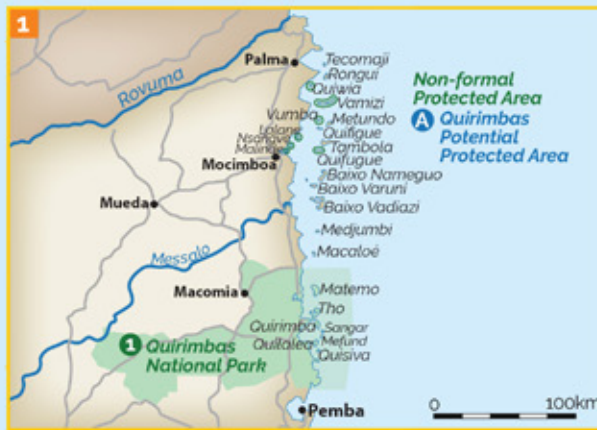 1
Palma
Rovuma
Tecomaji
Rongui
Quiwia
Vamizi
Vumba
Metundo
Quifigue
Tambola
Quifugue
Mocimboa
Baixo Nameguo
Baixo Varuni
Baixo Vadiazi
Mueda
Medjumbi
Macaloé
Messalo
Macomia
Matemo
Tho
Quirimba
Quilalea
Sangar
Mefund
Quisiva
1 Quirimbas
National Park
Pemba
Non-formal
Protected Area
A Quirimbas
Potential
Protected Area
0 100km